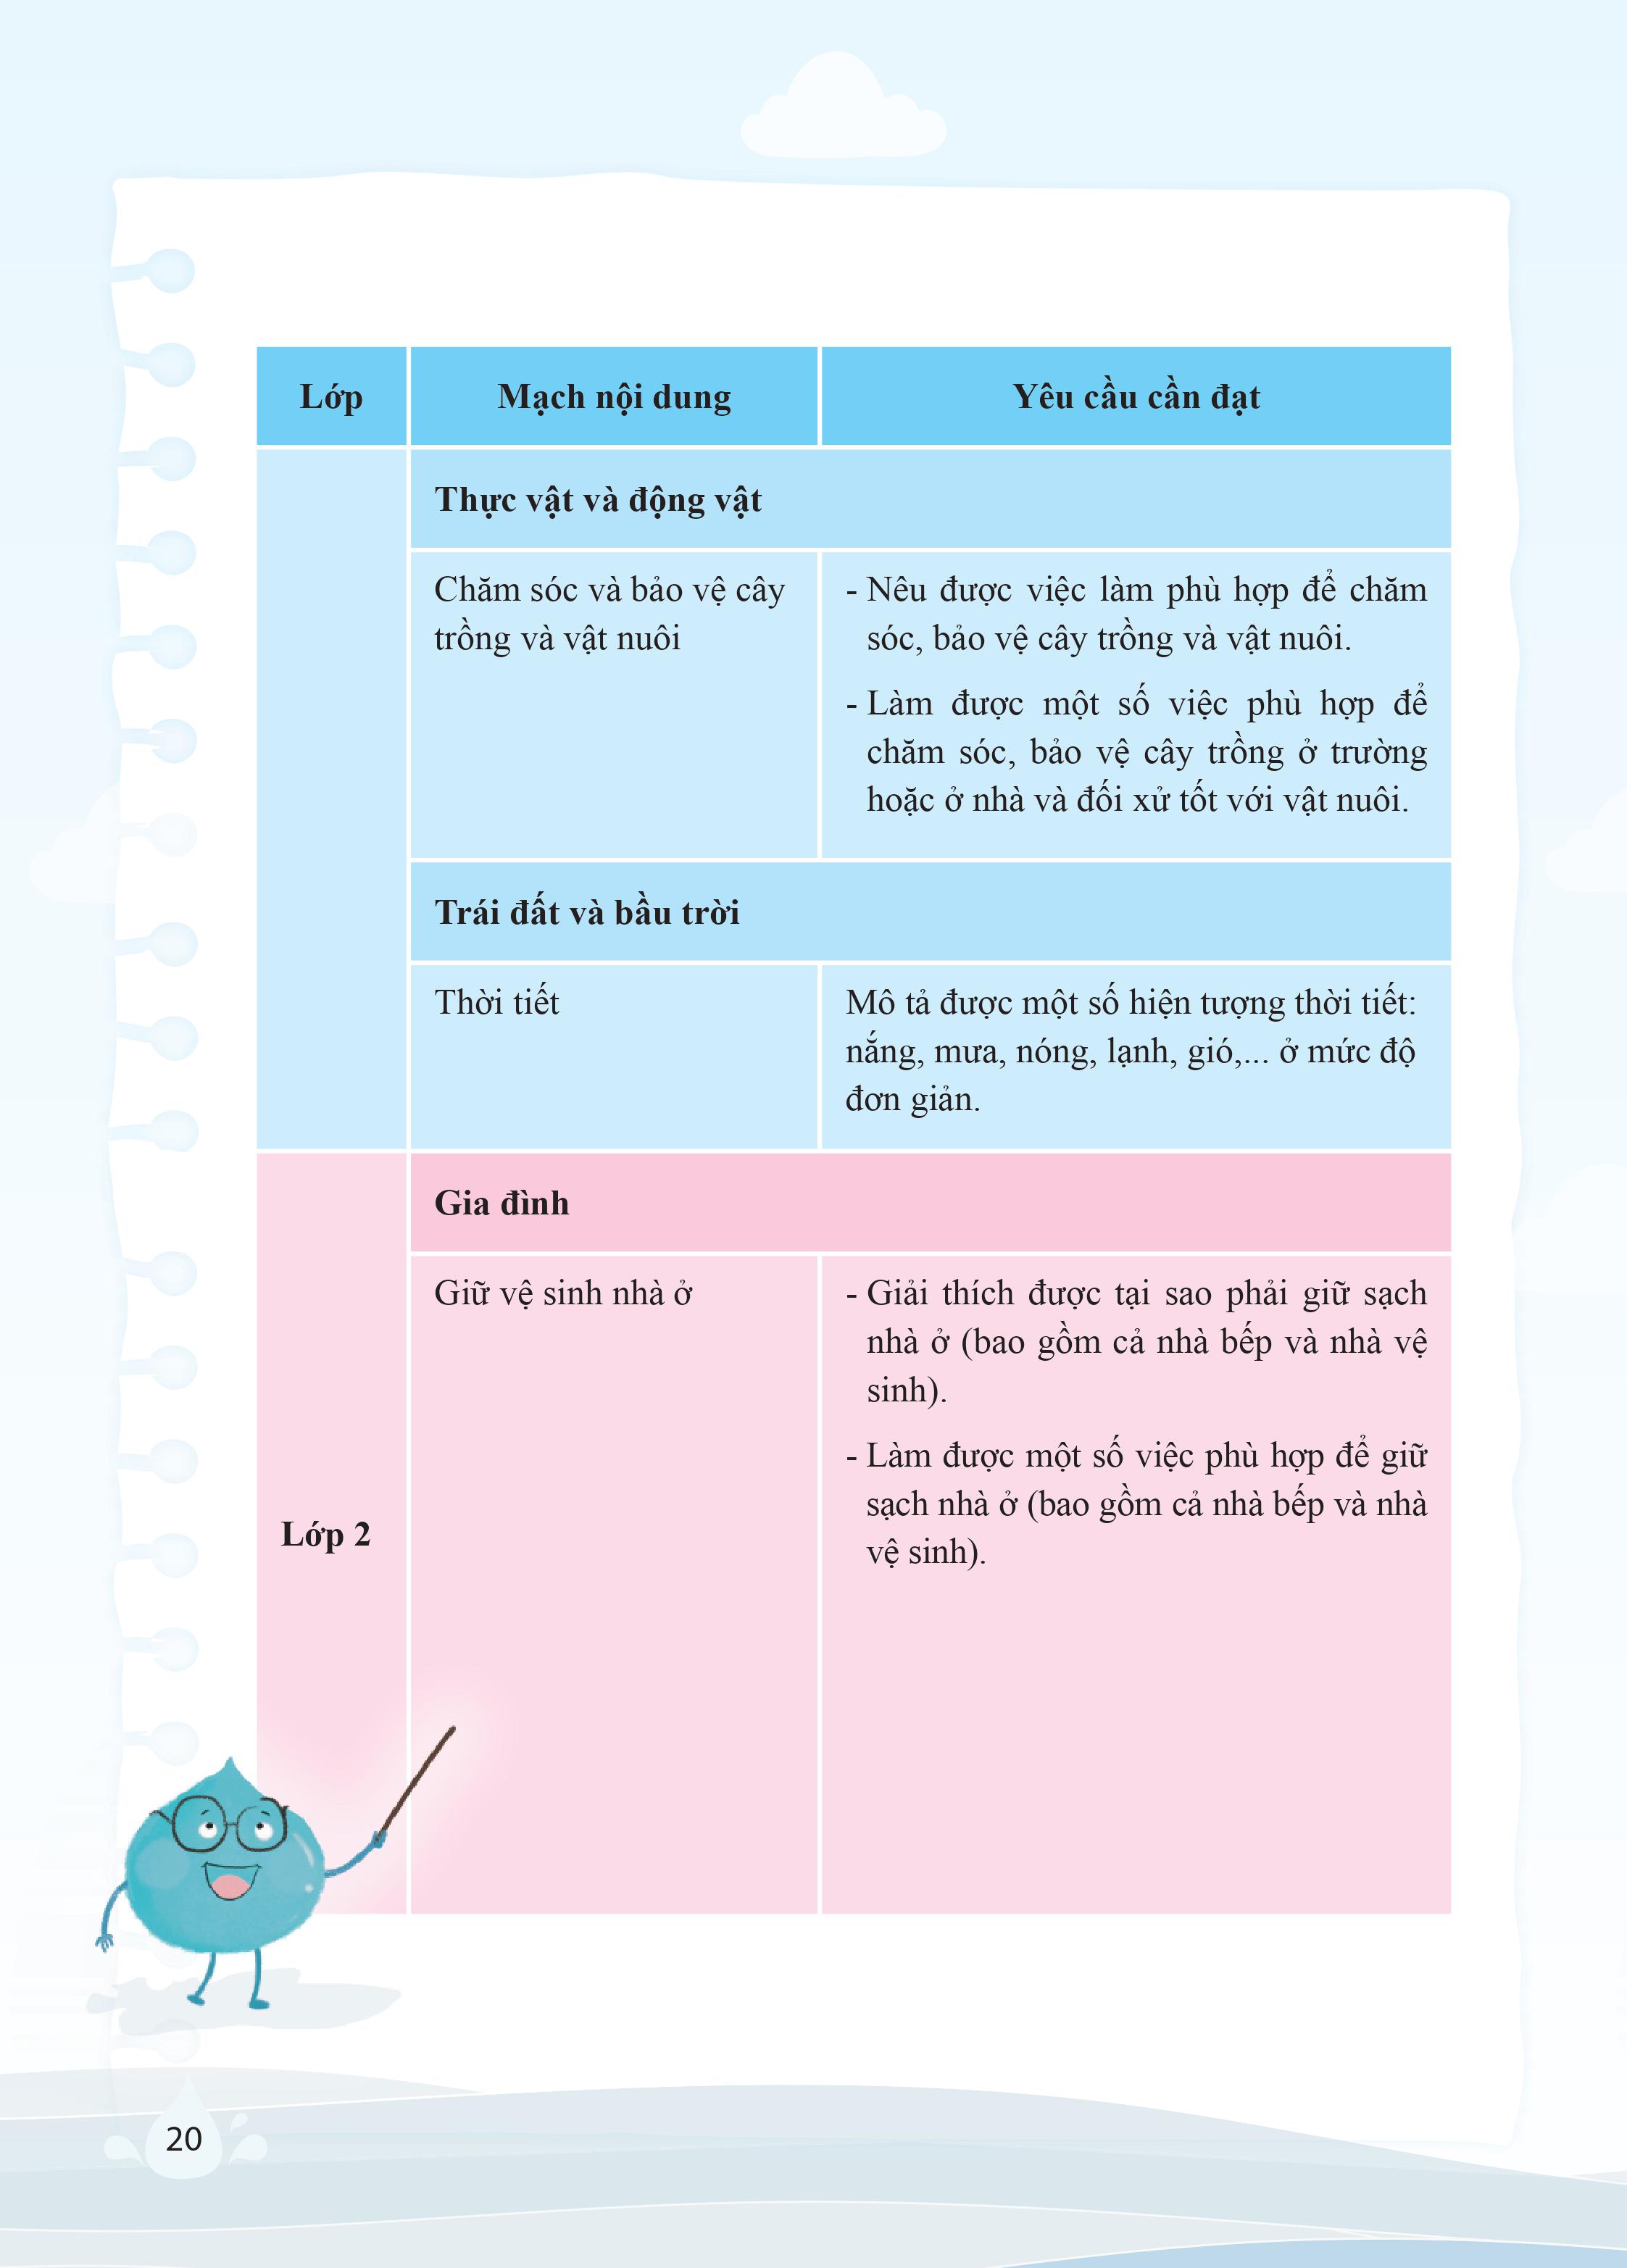 Lớp Mạch nội dung Yêu cầu cần đạt
Thực vật và động vật
Chăm sóc và bảo vệ cây
trồng và vật nuôi
- Nêu được việc làm phù hợp để chăm
sóc, bảo vệ cây trồng và vật nuôi.
- Làm được một số việc phù hợp để
chăm sóc, bảo vệ cây trồng ở trường
hoặc ở nhà và đối xử tốt với vật nuôi.
Trái đất và bầu trời
Thời tiết
Mô tả được một số hiện tượng thời tiết:
nắng, mưa, nóng, lạnh, gió,... ở mức độ
đơn giản.
Lớp 2
Gia đình
Giữ vệ sinh nhà ở
- Giải thích được tại sao phải giữ sạch
nhà ở (bao gồm cả nhà bếp và nhà vệ
sinh).
- Làm được một số việc phù hợp để giữ
sạch nhà ở (bao gồm cả nhà bếp và nhà
vệ sinh).
20